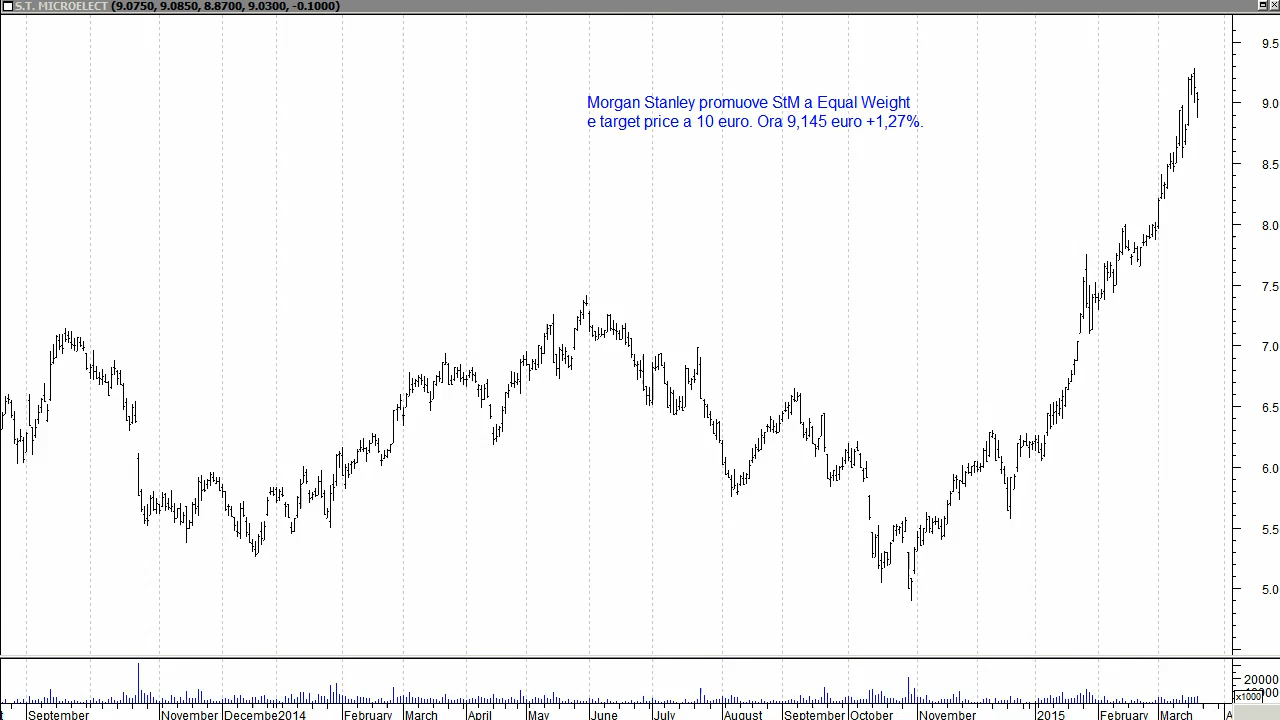 S.T. MICROELECT (9.0750, 9.0850, 8.8700, 9.0300, -0.1000)
9.5
Morgan Stanley promuove StM a Equal Weight
9.0
e target price a 10 euro. Ora 9,145 euro +1,27%.
8.5
8.0
7.5
7.0
6.5
6.0
5.5
5.0
20000
10000
x1000
September November Decembe 2014 February March April May June July August September October November 2015 February March A